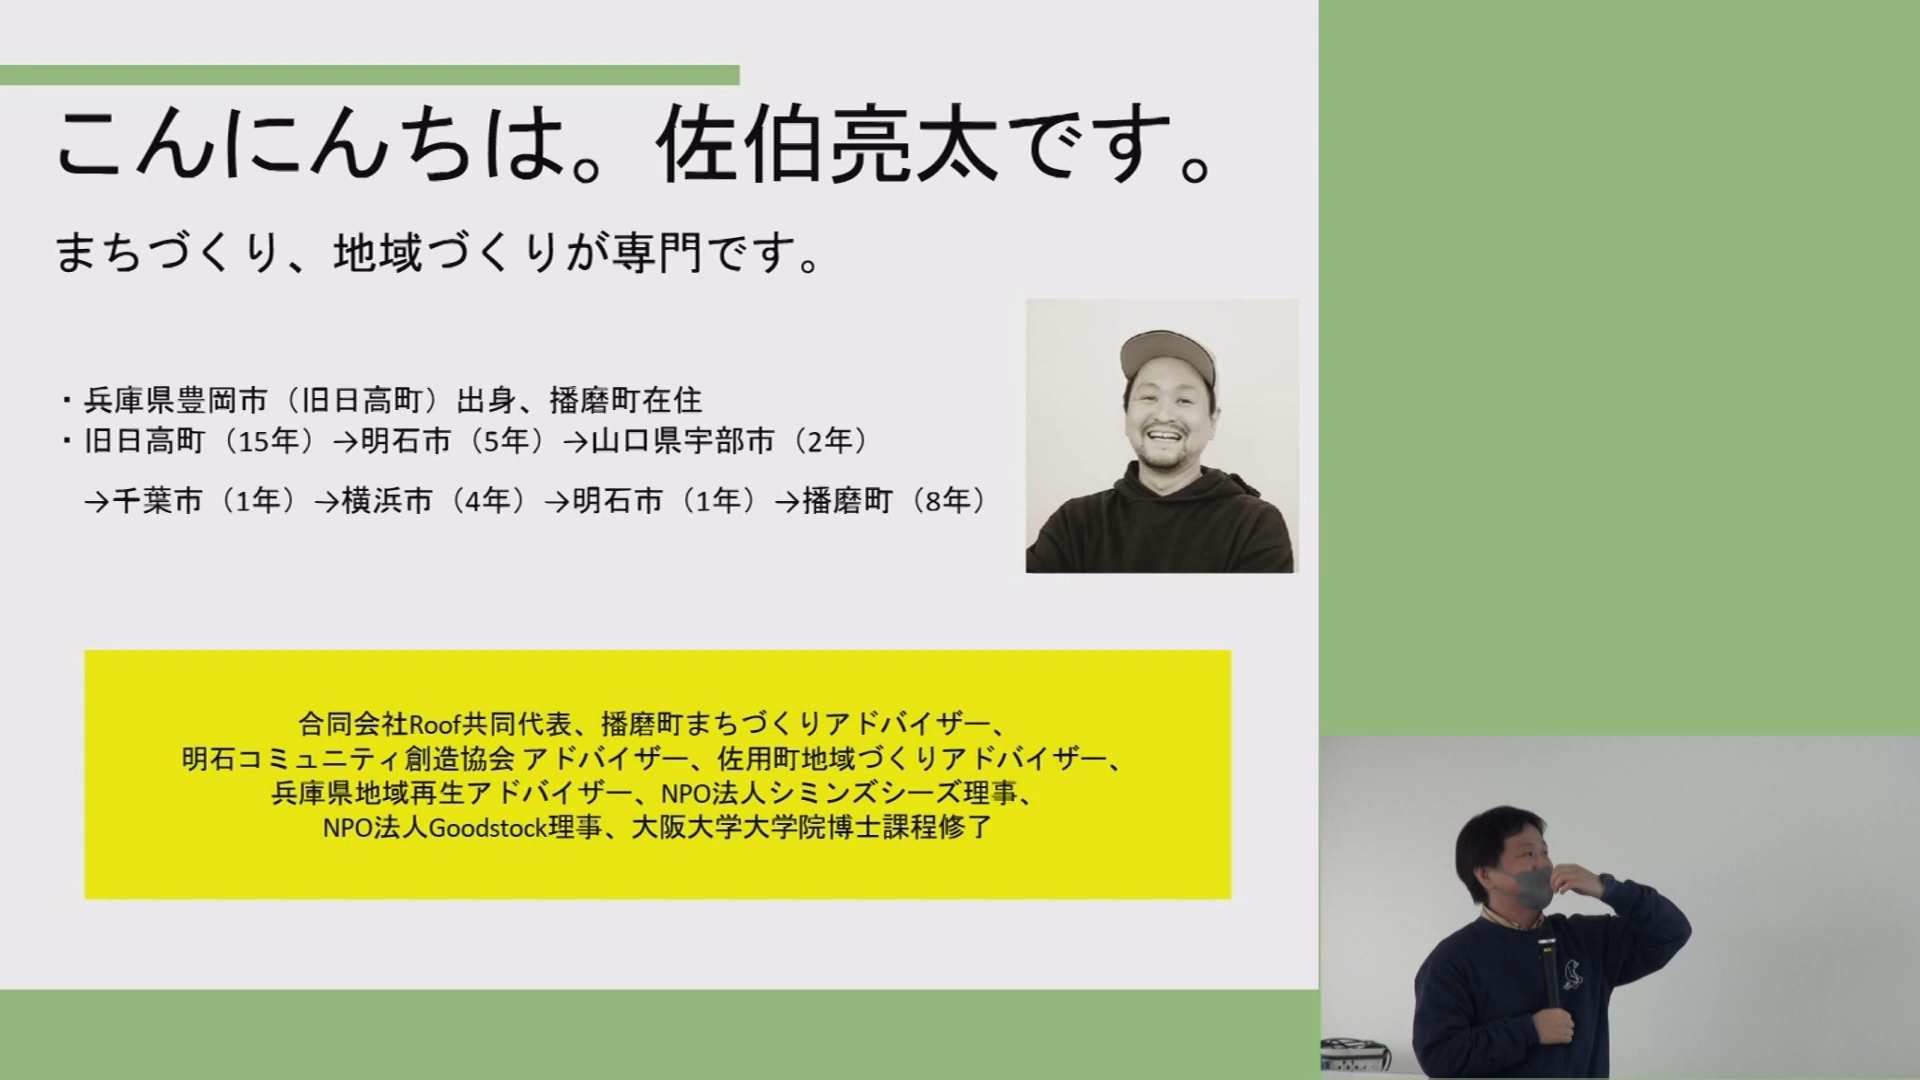 こんにんちは。佐伯亮太です。
まちづくり、地域づくりが専門です。
・兵庫県豊岡市（旧日高町）出身、播磨町在住
・旧日高町（15年）→明石市（5年）→山口県宇部市（2年）
→千葉市（1年）→横浜市（4年）→明石市（1年）→播磨町（8年）
合同会社Roof共同代表、播磨町まちづくりアドバイザー、
明石コミュニティ創造協会 アドバイザー、佐用町地域づくりアドバイザー、
兵庫県地域再生アドバイザー、NPO法人シミンズシーズ理事、
NPO法人Goodstock理事、大阪大学大学院博士課程修了